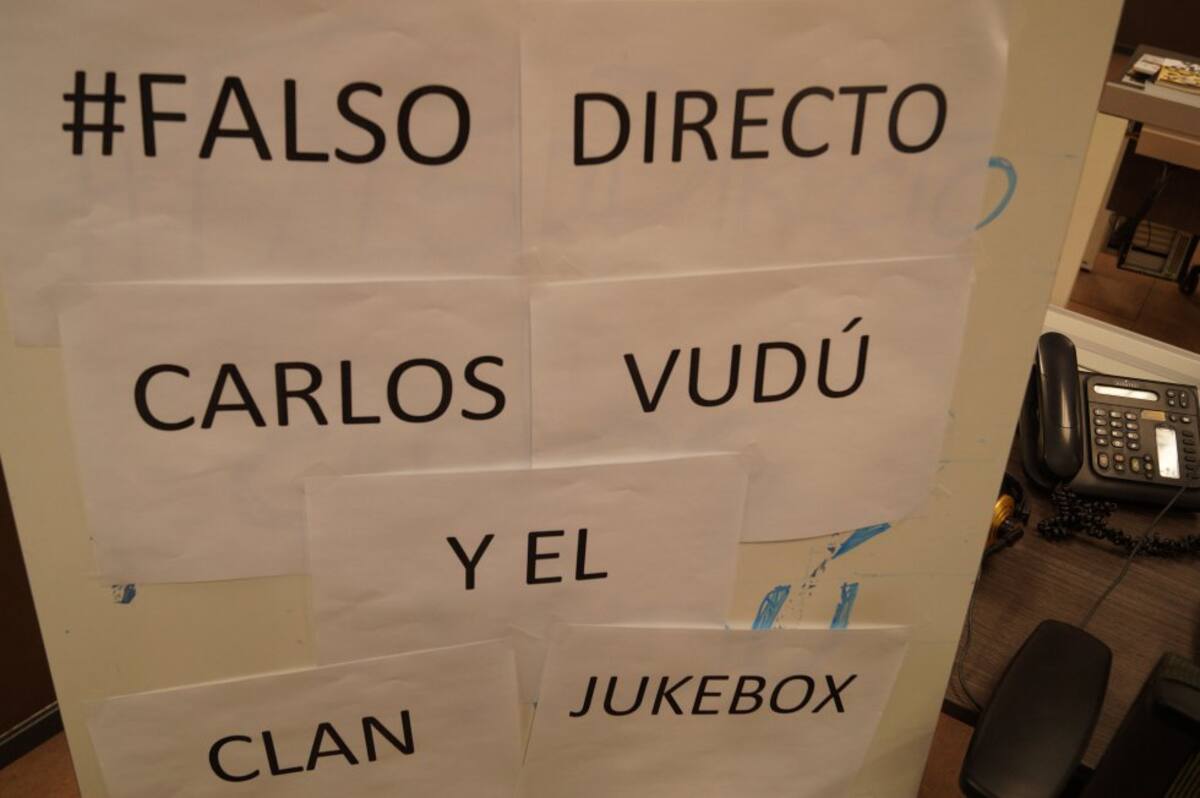 #FALSO DIRECTO
CARLOS VUDÚ
Y EL
CLAN JUKEBOX